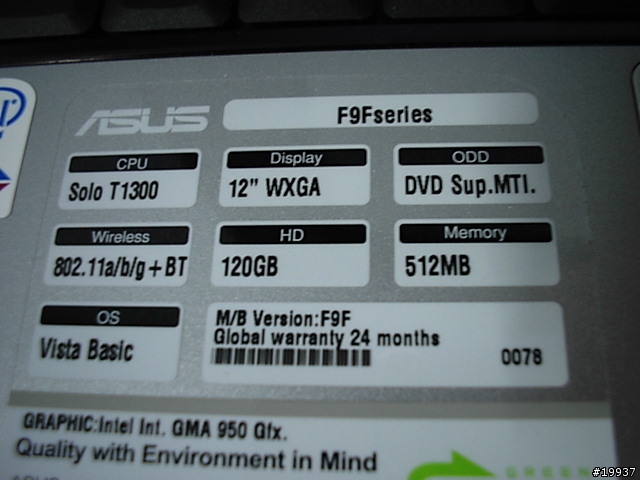 ASUS
F9Fseries
CPU
Solo T1300
Display
12" WXGA
ODD
DVD Sup.MTI.
Wireless
802.11a/b/g+BT
HD
120GB
Memory
512MB
OS
Vista Basic
M/B Version:F9F
Global warranty 24 months
0078
GRAPHIC:Intel Int. GMA 950 Gfx.
Quality with Environment in Mind
GREEN
#19937